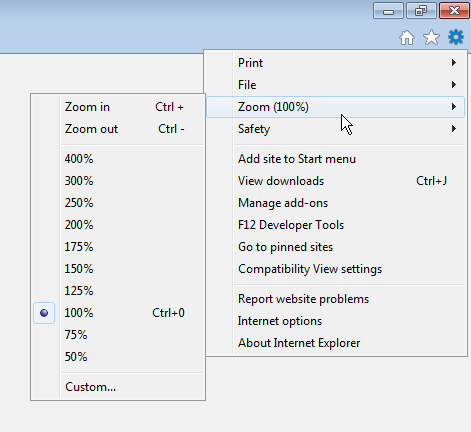 Print
File
Zoom (100%)
Safety
Add site to Start menu
View downloads Ctrl+J
Manage add-ons
F12 Developer Tools
Go to pinned sites
Compatibility View settings
Report website problems
Internet options
About Internet Explorer
Zoom in Ctrl +
Zoom out Ctrl -
400%
300%
250%
200%
175%
150%
125%
100% Ctrl+0
75%
50%
Custom...